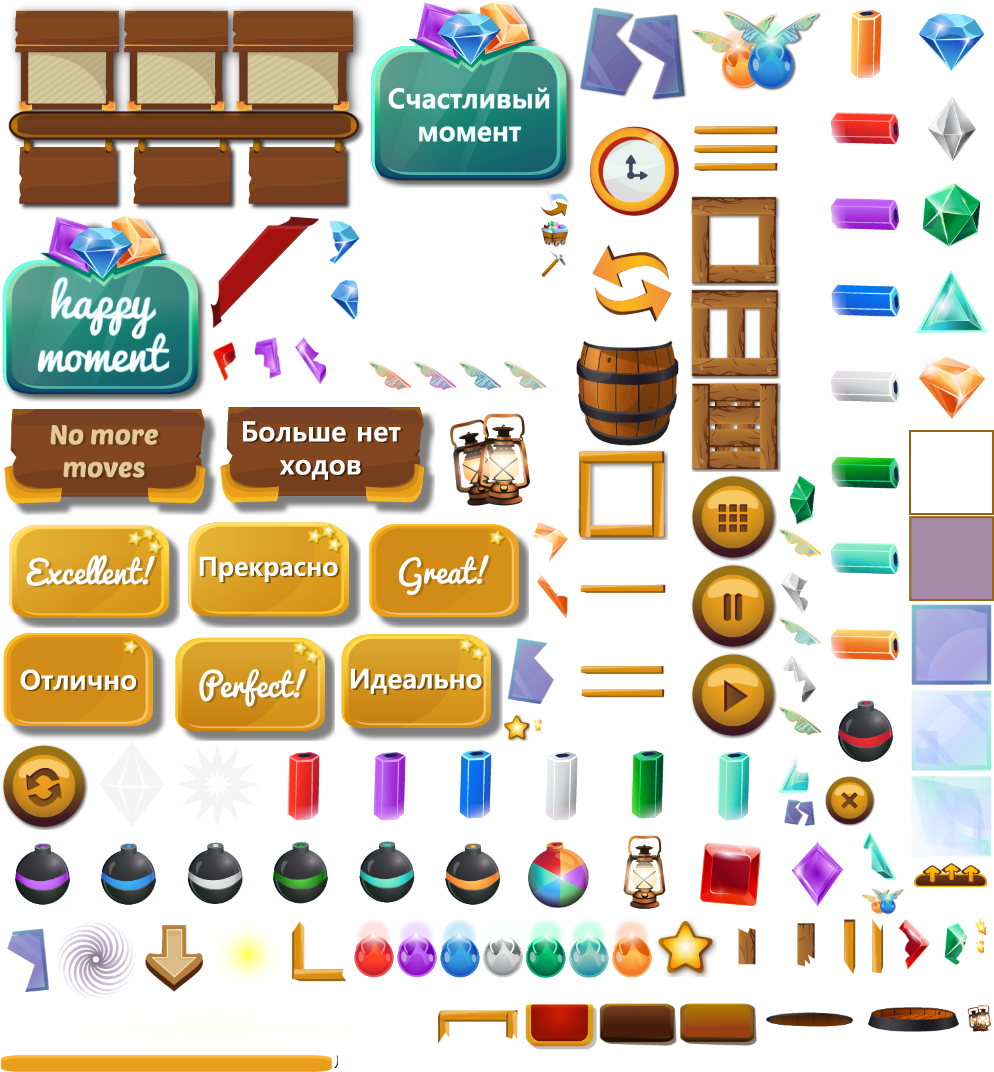 Счастливый
момент
happy
moment
No more
moves
Больше нет
ходов
Excellent!
Прекрасно
Great!
Отлично
Perfect!
Идеально